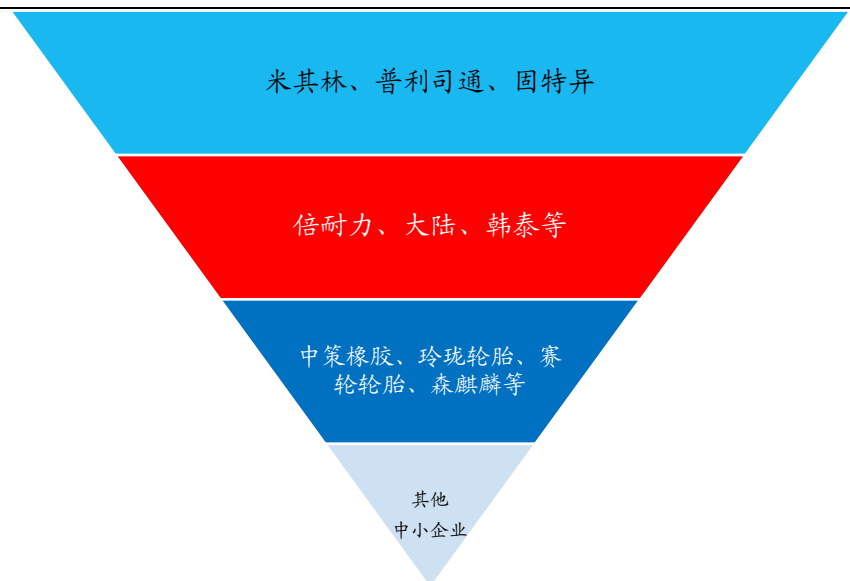 米其林、普利司通、固特异
倍耐力、大陆、韩泰等
中策橡胶、玲珑轮胎、赛
轮轮胎、森麒麟等
其他
中小企业